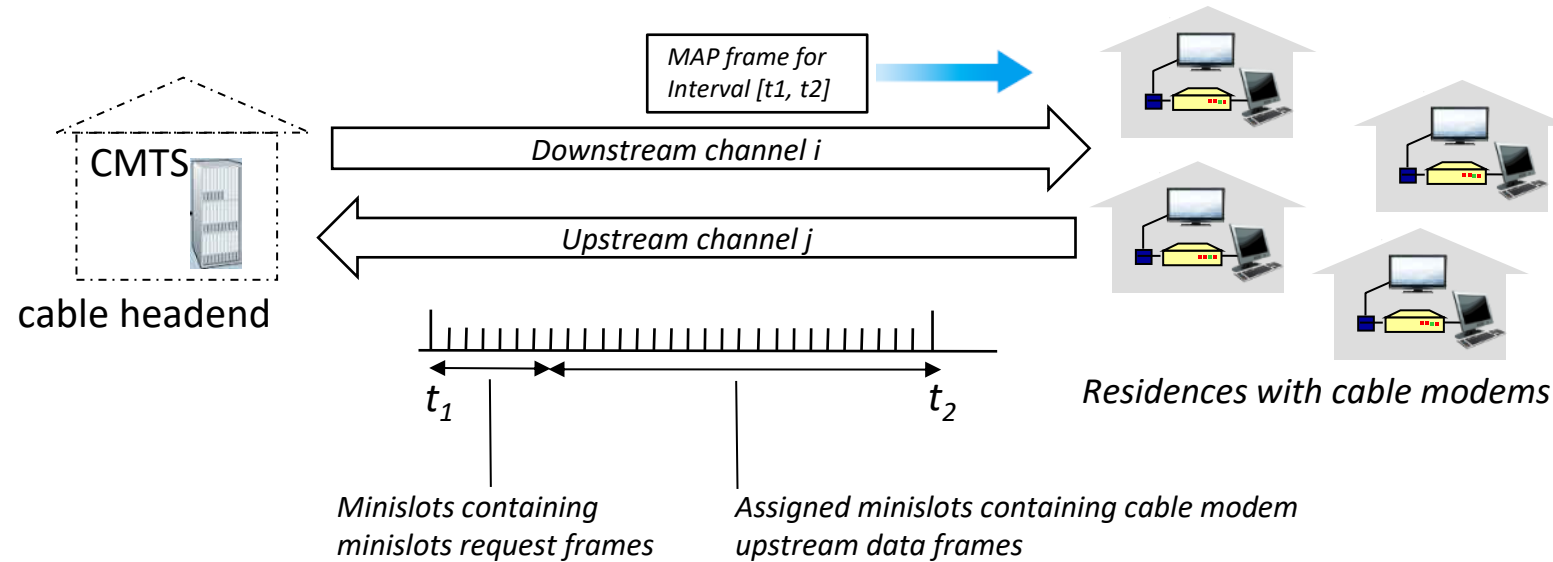 MAP frame for
Interval [t1, t2]
CMTS
Downstream channel i
Upstream channel j
cable headend
t1
t2
Residences with cable modems
Minislots containing
minislots request frames
Assigned minislots containing cable modem
upstream data frames